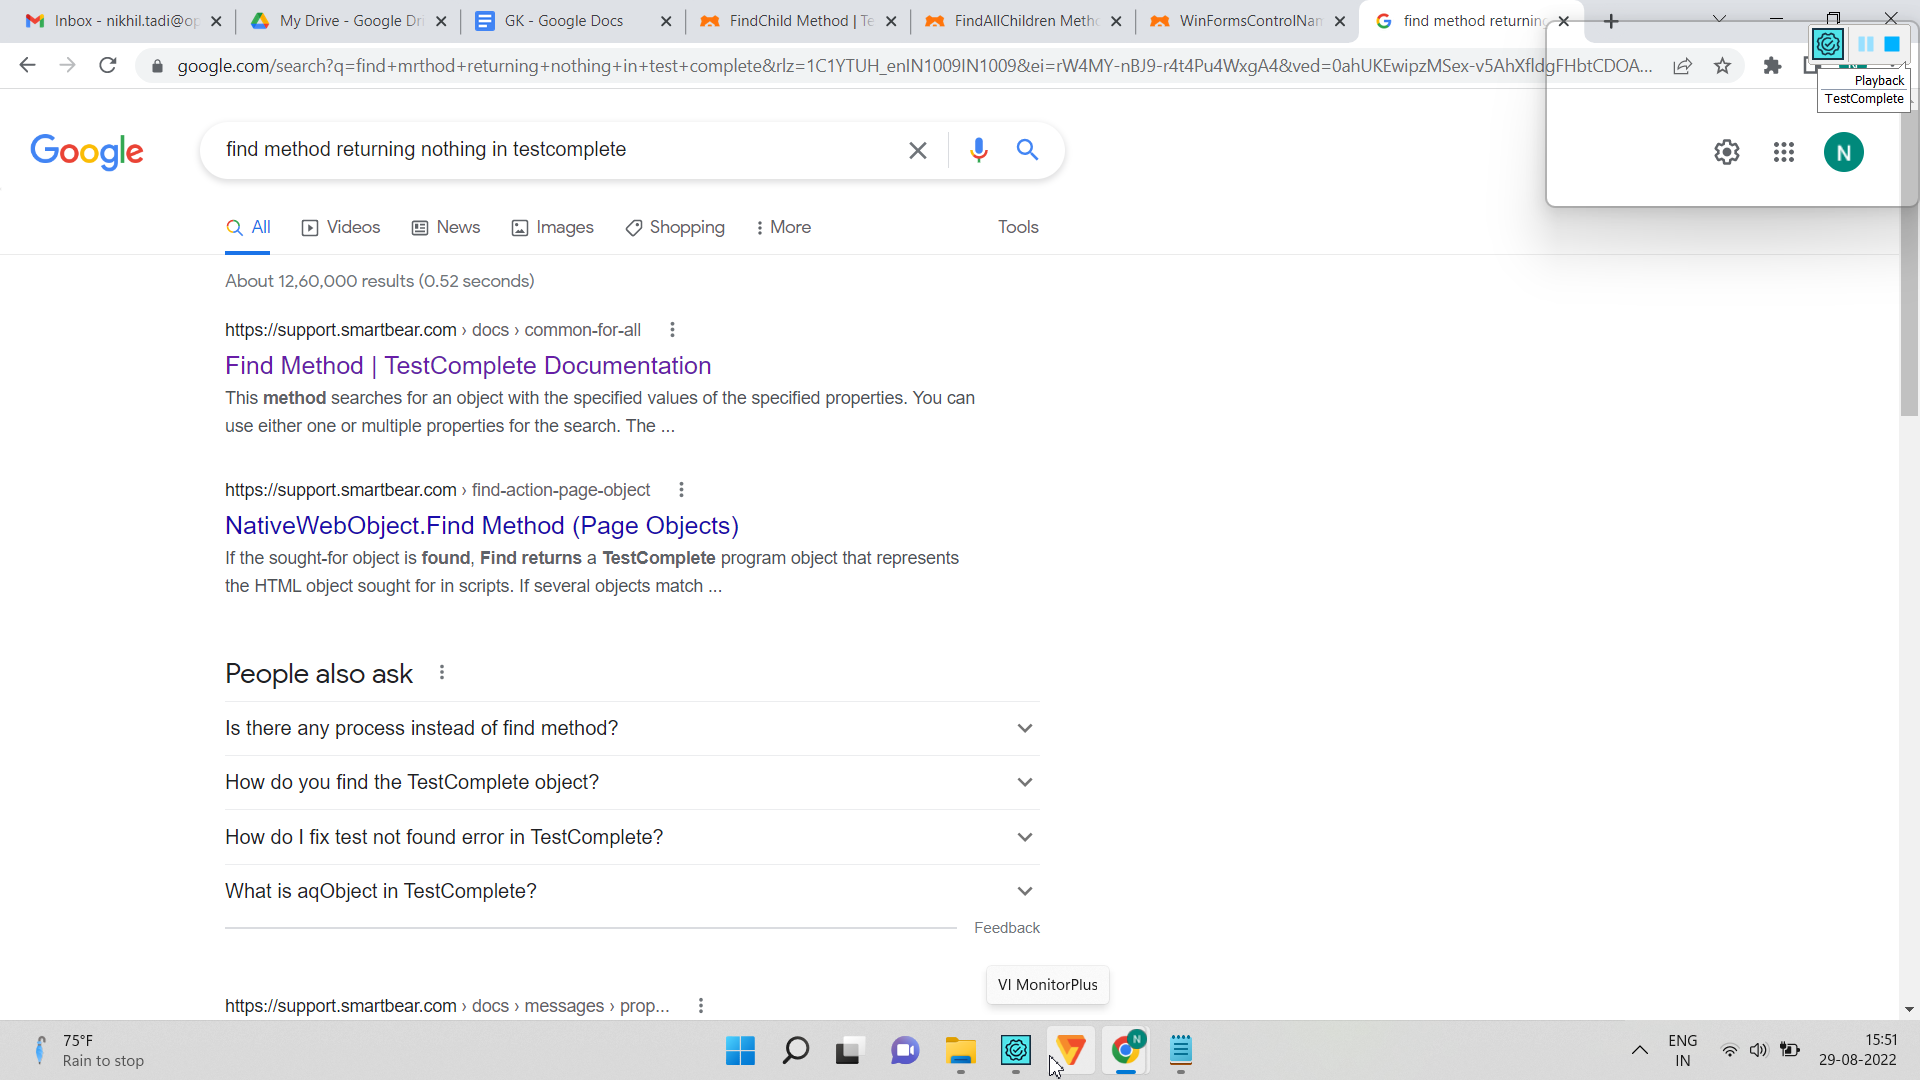 Inbox - nikhil.tadi@op
My Drive - Google Dri
GK - Google Docs
FindChild Method | Te
FindAllChildren Metho
WinFormsControlNam
find method returning
google.com/search?q=find+mrthod+returning+nothing+in+test+complete&rlz=1C1YTUH_enIN1009IN1009&ei=rW4MY-nBJ9-r4t4Pu4WxgA4&ved=0ahUKEwipzMSex-v5AhXfldgFHbtCDOA...
Playback
TestComplete
Google
find method returning nothing in testcomplete
N
All
Videos
News
Images
Shopping
More
Tools
About 12,60,000 results (0.52 seconds)
https://support.smartbear.com › docs › common-for-all
Find Method | TestComplete Documentation
This method searches for an object with the specified values of the specified properties. You can
use either one or multiple properties for the search. The ...
https://support.smartbear.com › find-action-page-object
NativeWebObject.Find Method (Page Objects)
If the sought-for object is found, Find returns a TestComplete program object that represents
the HTML object sought for in scripts. If several objects match ...
People also ask
Is there any process instead of find method?
How do you find the TestComplete object?
How do I fix test not found error in TestComplete?
What is aqObject in TestComplete?
Feedback
VI MonitorPlus
https://support.smartbear.com › docs › messages › prop...
75°F
Rain to stop
N
ENG
IN
15:51
29-08-2022